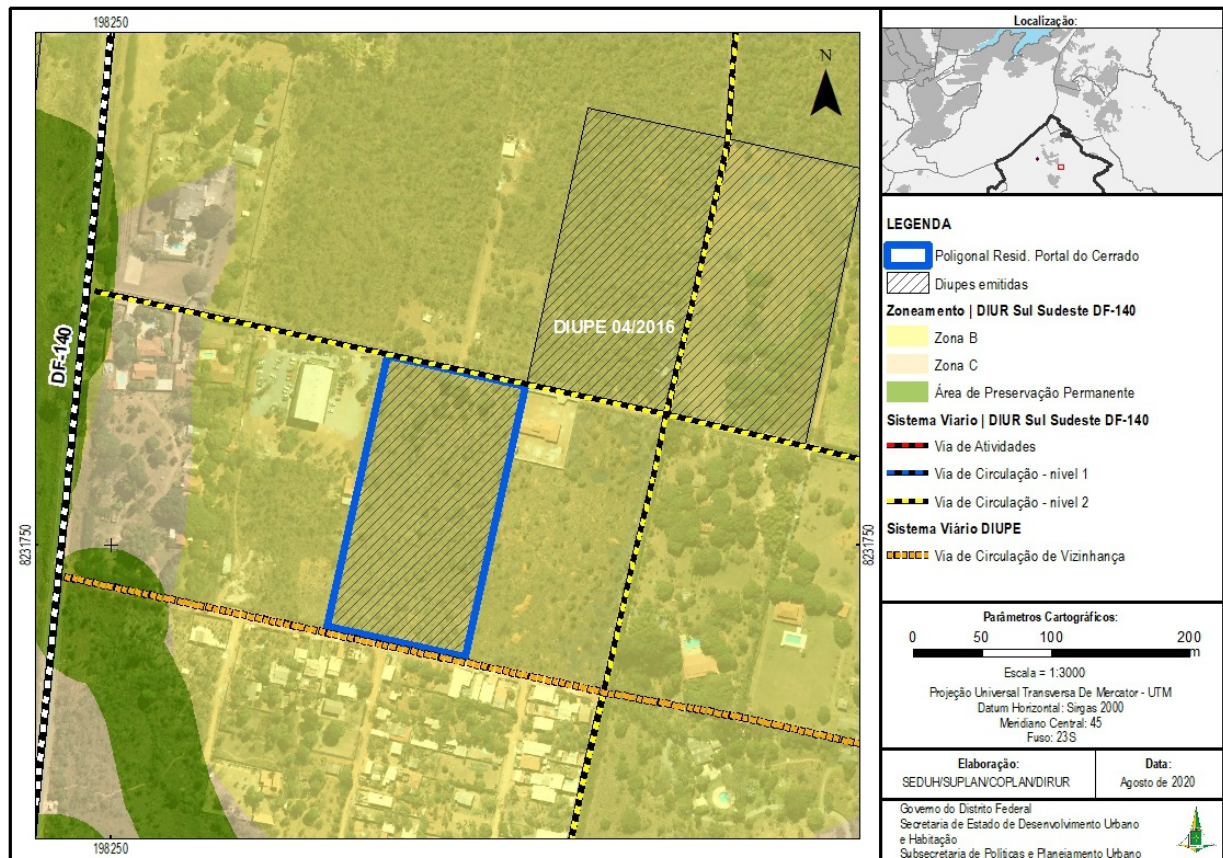 198250
N
DIUPE 04/2016
DF-140
8231750
8231750
198250
Localização:
LEGENDA
Poligonal Resid. Portal do Cerrado
Diupes emitidas
Zoneamento | DIUR Sul Sudeste DF-140
Zona B
Zona C
Área de Preservação Permanente
Sistema Viario | DIUR Sul Sudeste DF-140
Via de Atividades
Via de Circulação - nivel 1
Via de Circulação - nivel 2
Sistema Viário DIUPE
Via de Circulação de Vizinhança
Parâmetros Cartográficos:
0 50 100 200
m
Escala = 1:3000
Projeção Universal Transversa De Mercator - UTM
Datum Horizontal: Sirgas 2000
Meridiano Central: 45
Fuso: 23S
Elaboração:
SEDUH/SUPLAN/COPLAN/DIRUR
Data:
Agosto de 2020
Governo do Distrito Federal
Secretaria de Estado de Desenvolvimento Urbano
e Habitação
Subsecretaria de Políticas e Planejamento Urbano